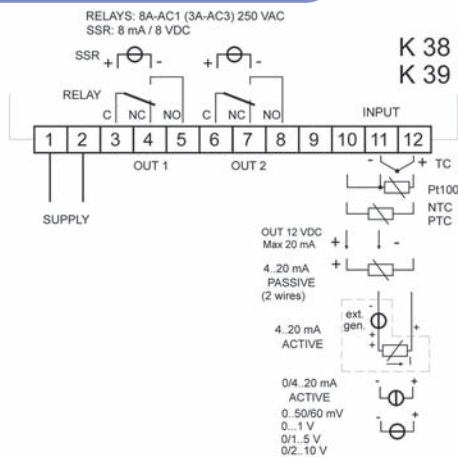 RELAYS: 8A-AC1 (3A-AC3) 250 VAC
SSR: 8 mA / 8 VDC
SSR + - + -
K 38
K 39
RELAY
C NC NO C NC NO
INPUT
1 2 3 4 5 6 7 8 9 10 11 12
OUT 1 OUT 2
- + TC
Pt100
SUPPLY
NTC
PTC
OUT 12 VDC
Max 20 mA + -
4..20 mA + -
PASSIVE
(2 wires)
-
ext.
gen.
+ +
4..20 mA +
ACTIVE
I
0/4..20 mA - +
ACTIVE
0..50/60 mV - +
0...1 V
0/1..5 V
0/2..10 V